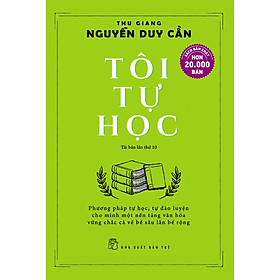 THU GIANG
NGUYỄN DUY CẦN
SÁCH BÁN CHẠY
HƠN
20.000
BẢN
TÔI
TỰ
HỌC
Tái bản lần thứ 10
Phương pháp tự học, tự đào luyện
cho mình một nền tảng văn hóa
vững chắc cả về bề sâu lẫn bề rộng
NHÀ XUẤT BẢN TRẺ